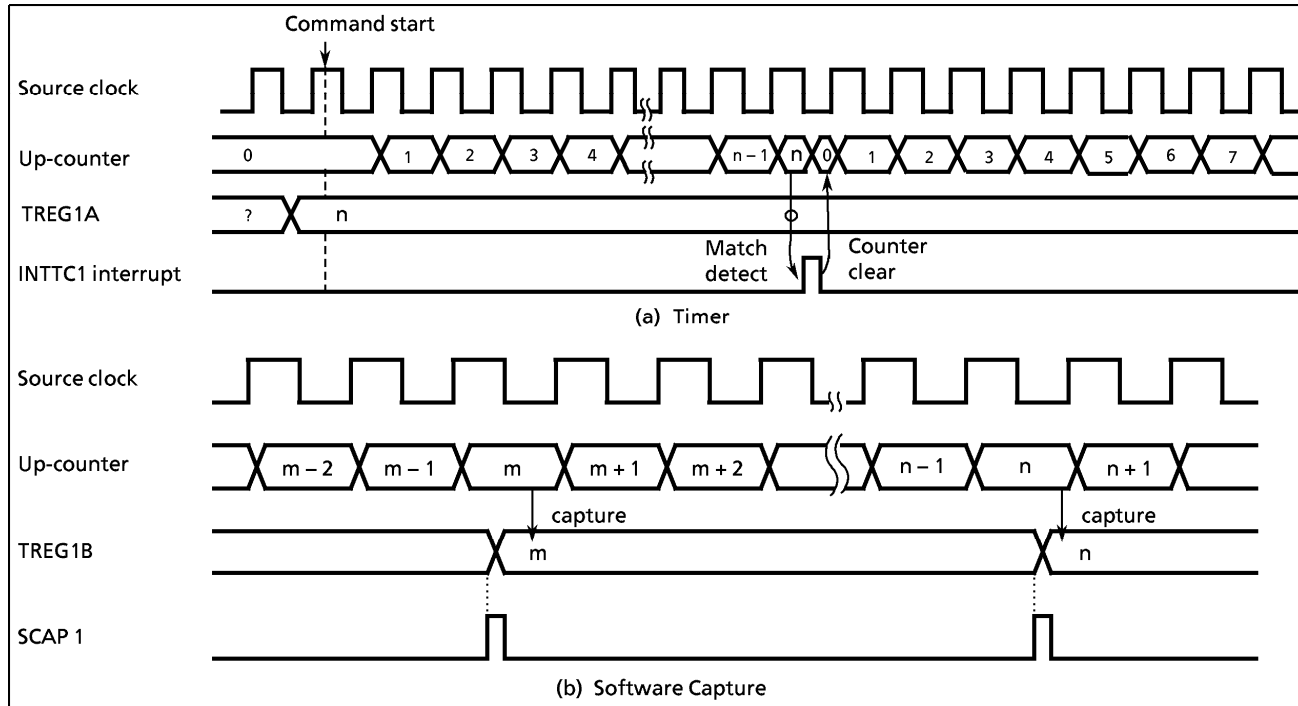 Command start
Source clock
Up-counter
0 1 2 3 4 n – 1 n 0 1 2 3 4 5 6 7
TREG1A
? n
Match detect
Counter clear
INTTC1 interrupt
(a) Timer
Source clock
Up-counter
m – 2 m – 1 m m + 1 m + 2 n – 1 n n + 1
capture capture
TREG1B
m n
SCAP 1
(b) Software Capture